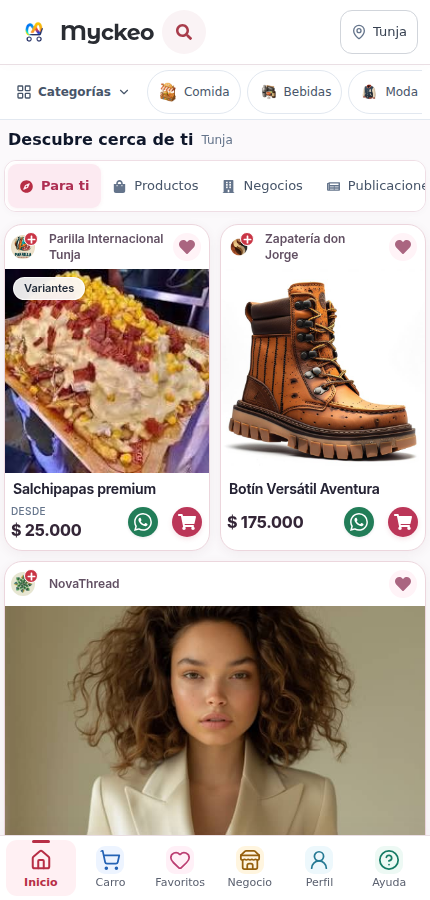 Myckeo
Tunja
Categorías
Comida
Bebidas
Moda
Descubre cerca de ti Tunja
Para ti
Productos
Negocios
Publicacione
Pariila Internacional
Tunja
Zapatería don
Jorge
Variantes
Salchipapas premium
Botín Versátil Aventura
DESDE
$ 25.000
$ 175.000
NovaThread
Inicio
Carro
Favoritos
Negocio
Perfil
Ayuda